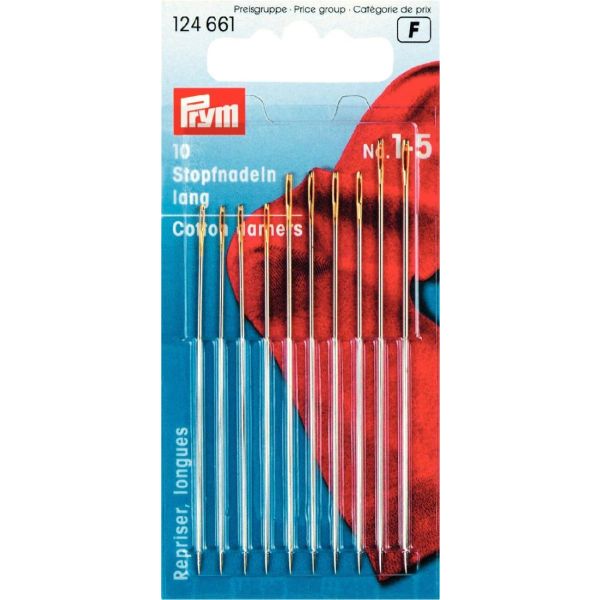 Preisgruppe · Price group · Catégorie de prix
124 661
F
Prym
10
Stopfnadeln
lang
Cotton darners
No. 1-5
Repriser, longues